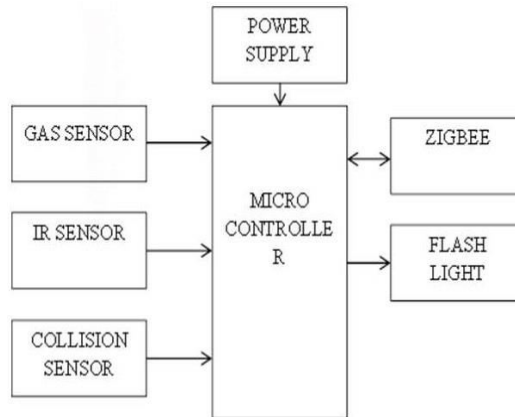 POWER
SUPPLY
GAS SENSOR
IR SENSOR
COLLISION
SENSOR
MICRO
CONTROLLE
R
ZIGBEE
FLASH
LIGHT